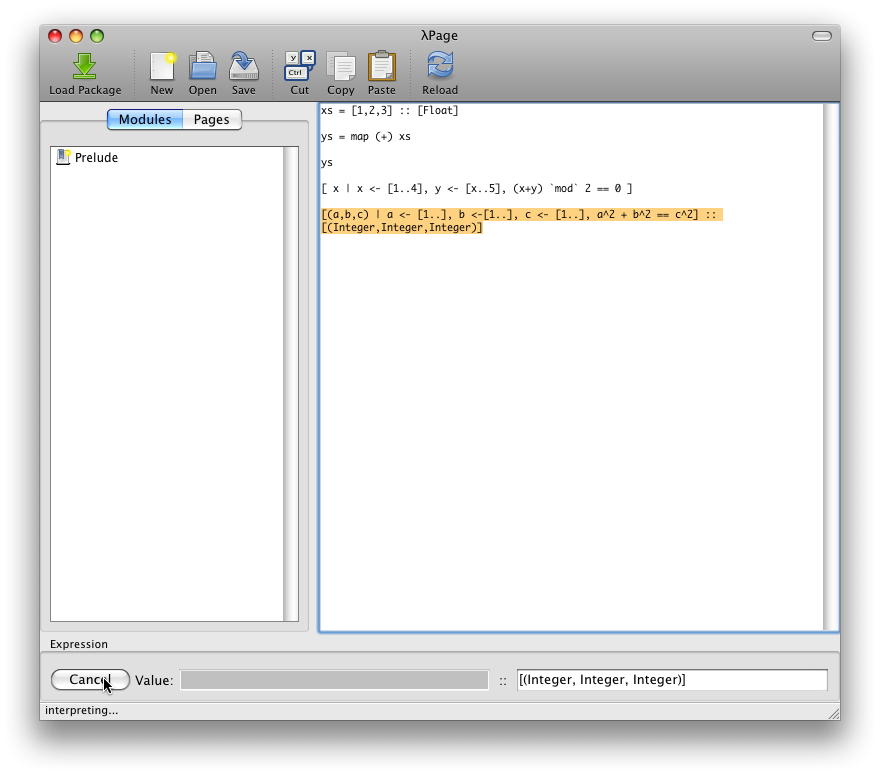 λPage
Load Package
New
Open
Save
y x
Ctrl
Cut
Copy
Paste
Reload
Modules
Pages
Prelude
xs = [1,2,3] :: [Float]
ys = map (+) xs
ys
[ x | x <- [1..4], y <- [x..5], (x+y) `mod` 2 == 0 ]
[(a,b,c) | a <- [1..], b <-[1..], c <- [1..], a^2 + b^2 == c^2] ::
[(Integer,Integer,Integer)]
Expression
Cancel
Value:
::
[(Integer, Integer, Integer)]
interpreting...